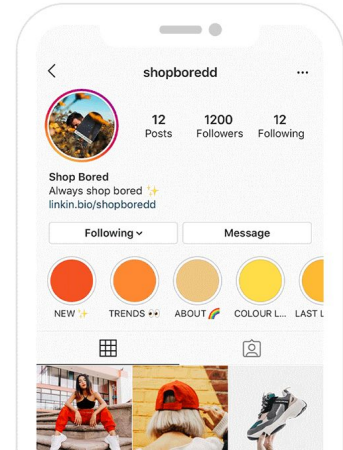 shopboredd
12 1200 12
Posts Followers Following
Shop Bored
Always shop bored ✨
linkin.bio/shopboredd
Following Message
NEW ✨ TRENDS 👀 ABOUT 🌈 COLOUR L... LAST L